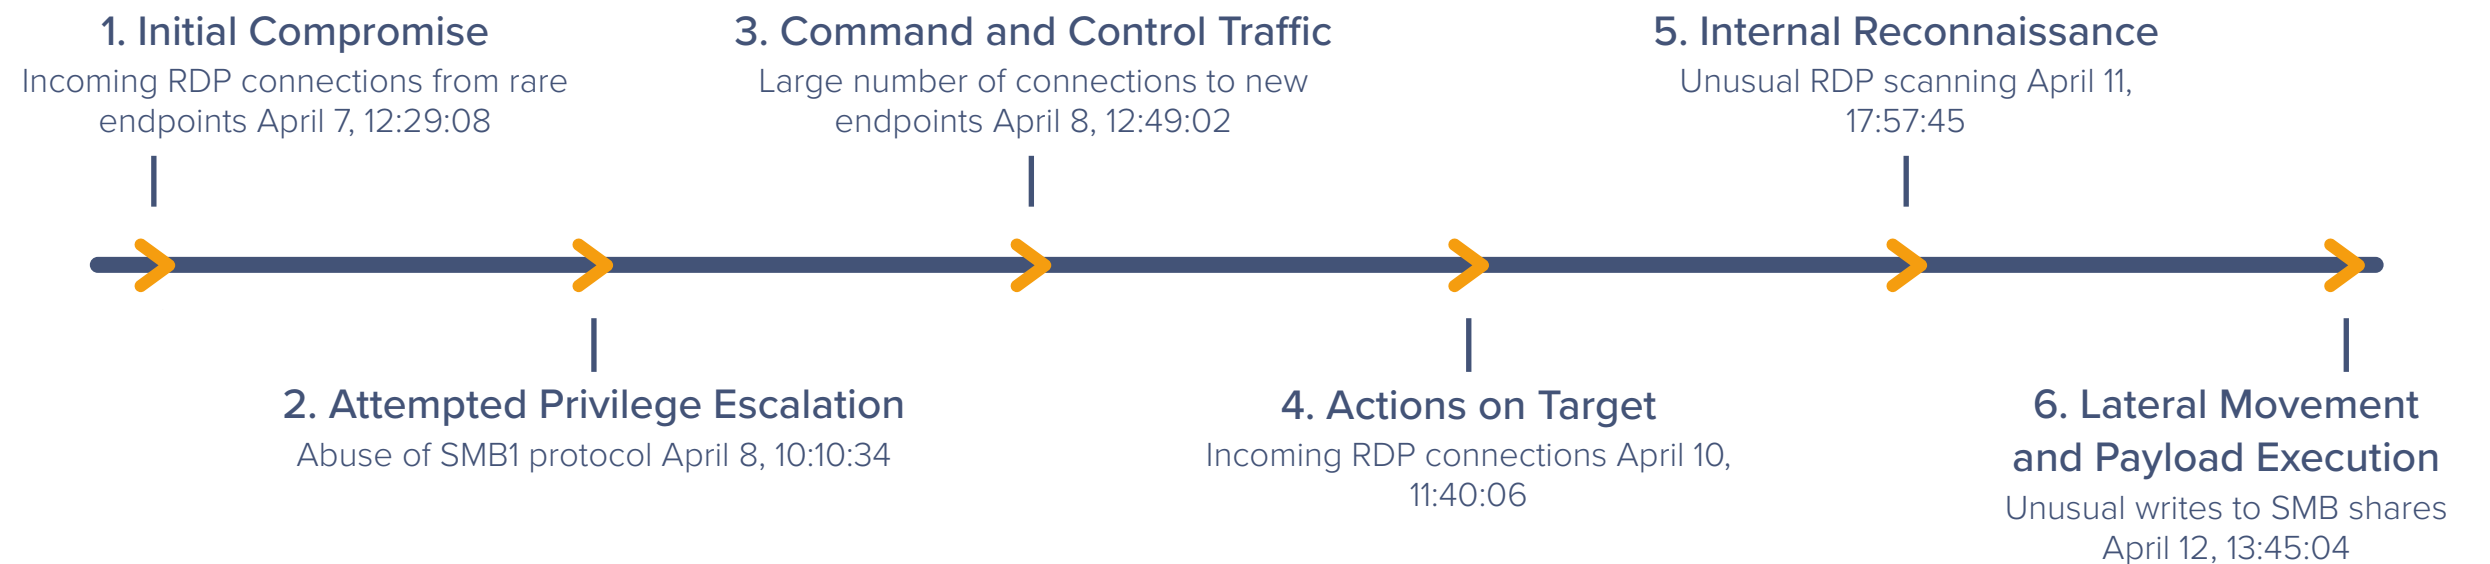 1. Initial Compromise
Incoming RDP connections from rare
endpoints April 7, 12:29:08
2. Attempted Privilege Escalation
Abuse of SMB1 protocol April 8, 10:10:34
3. Command and Control Traffic
Large number of connections to new
endpoints April 8, 12:49:02
4. Actions on Target
Incoming RDP connections April 10,
11:40:06
5. Internal Reconnaissance
Unusual RDP scanning April 11,
17:57:45
6. Lateral Movement
and Payload Execution
Unusual writes to SMB shares
April 12, 13:45:04